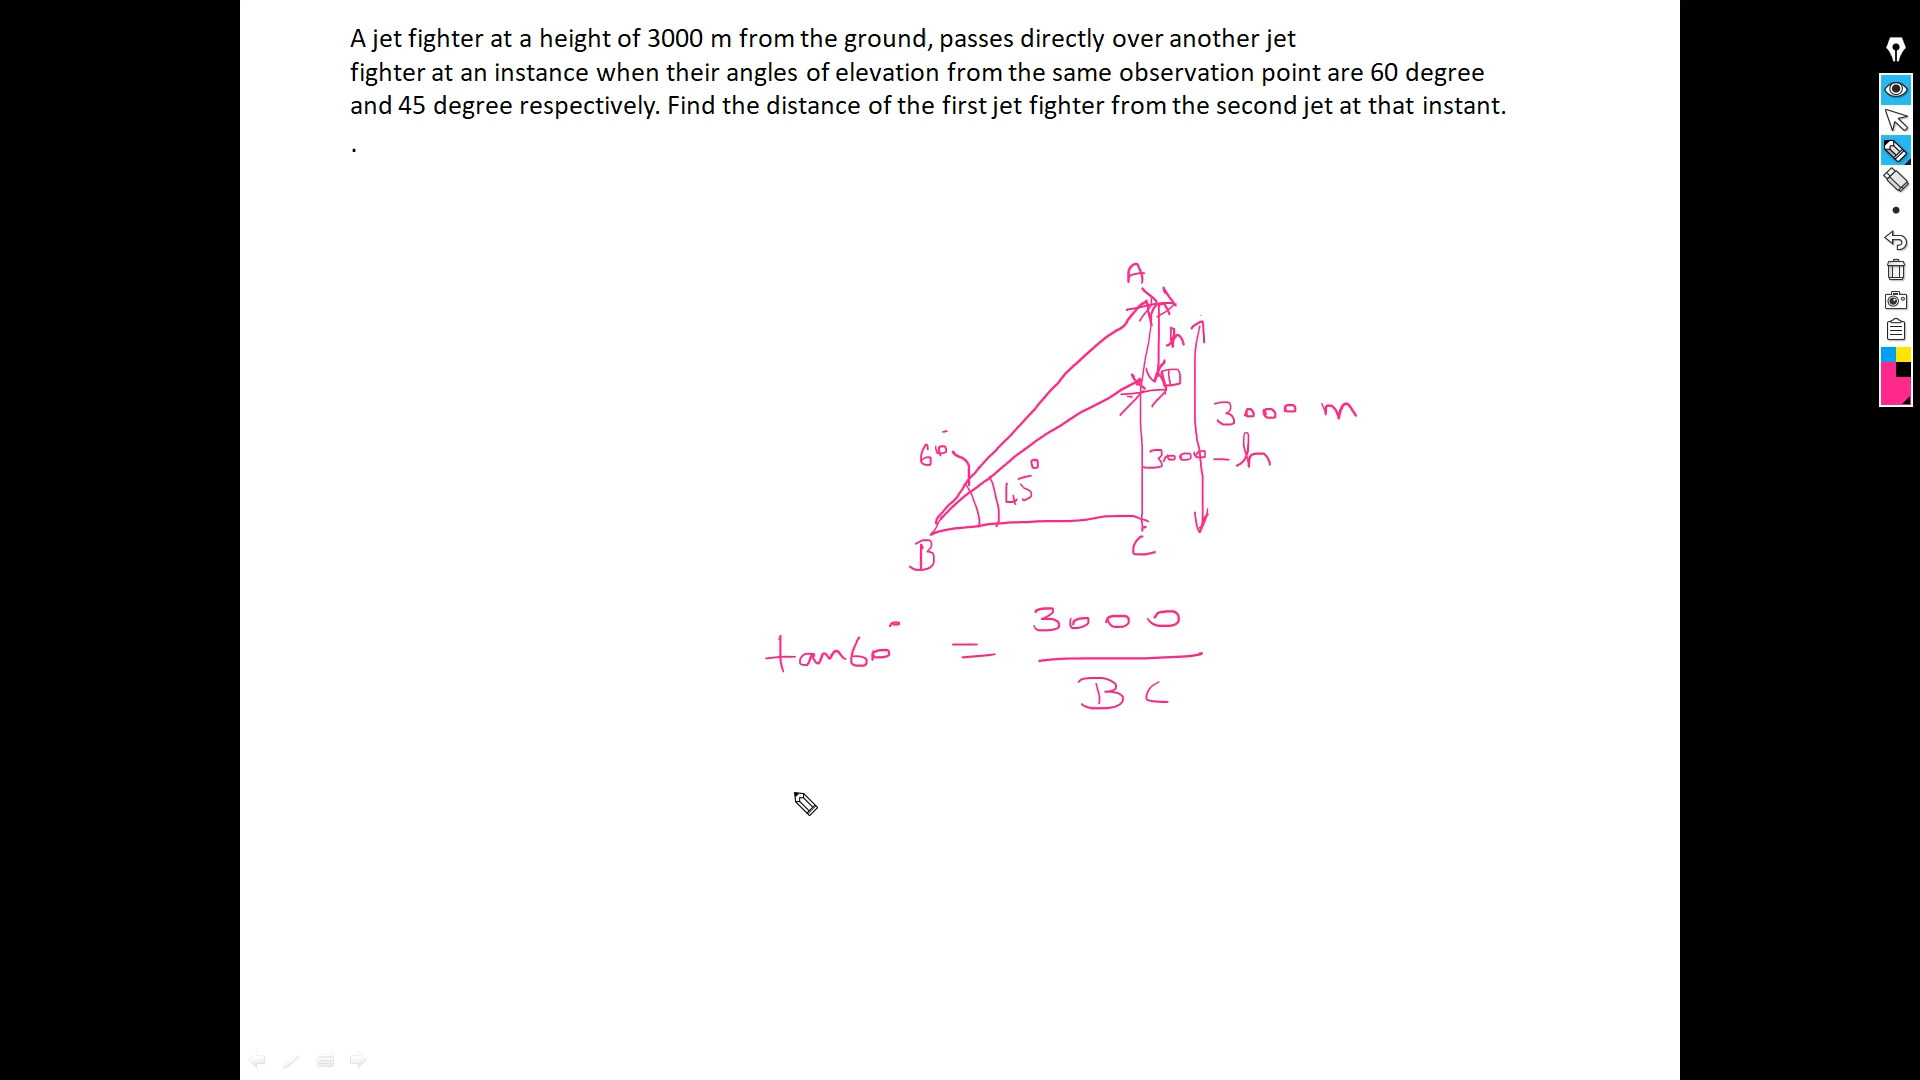 A jet fighter at a height of 3000 m from the ground, passes directly over another jet
fighter at an instance when their angles of elevation from the same observation point are 60 degree
and 45 degree respectively. Find the distance of the first jet fighter from the second jet at that instant.
.
A
h
D
3000 m
60°
3000-h
45°
B
C
tan60° = 3000
BC